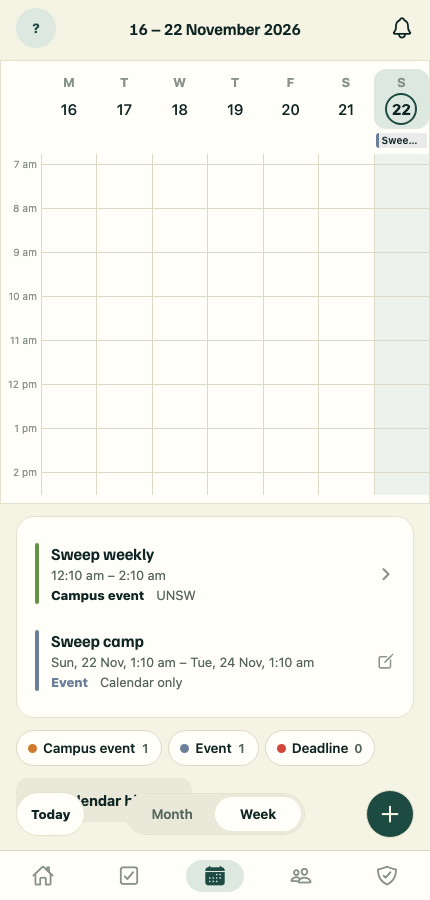 ?
16 – 22 November 2026
M T W T F S S
16 17 18 19 20 21 22
Swee...
7 am
8 am
9 am
10 am
11 am
12 pm
1 pm
2 pm
Sweep weekly
12:10 am – 2:10 am
Campus event UNSW
Sweep camp
Sun, 22 Nov, 1:10 am – Tue, 24 Nov, 1:10 am
Event Calendar only
Campus event 1 Event 1 Deadline 0
Today Month Week